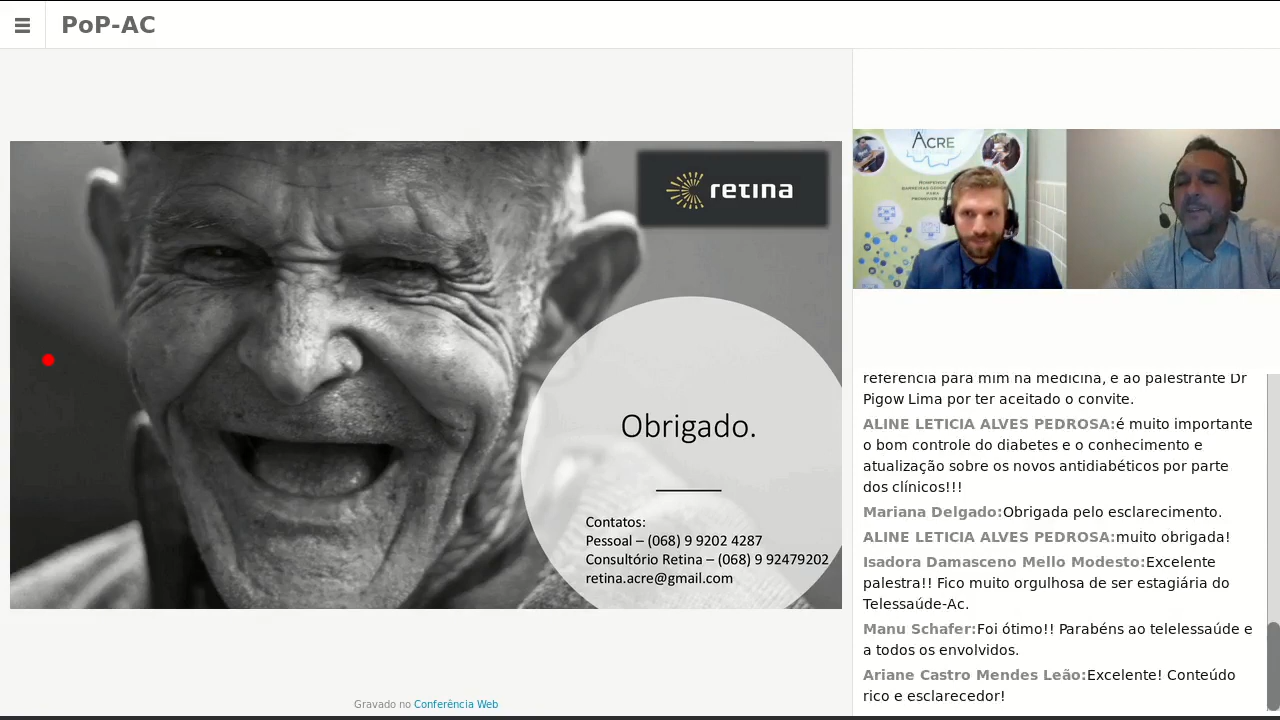 PoP-AC
retina
Obrigado.
Contatos:
Pessoal – (068) 9 9202 4287
Consultório Retina – (068) 9 92479202
retina.acre@gmail.com
Gravado no Conferência Web
ACRE
referência para mim na medicina, e ao palestrante Dr
Pigow Lima por ter aceitado o convite.
ALINE LETICIA ALVES PEDROSA:é muito importante
o bom controle do diabetes e o conhecimento e
atualização sobre os novos antidiabéticos por parte
dos clínicos!!!
Mariana Delgado:Obrigada pelo esclarecimento.
ALINE LETICIA ALVES PEDROSA:muito obrigada!
Isadora Damasceno Mello Modesto:Excelente
palestra!! Fico muito orgulhosa de ser estagiária do
Telessaúde-Ac.
Manu Schafer:Foi ótimo!! Parabéns ao telelessaúde e
a todos os envolvidos.
Ariane Castro Mendes Leão:Excelente! Conteúdo
rico e esclarecedor!